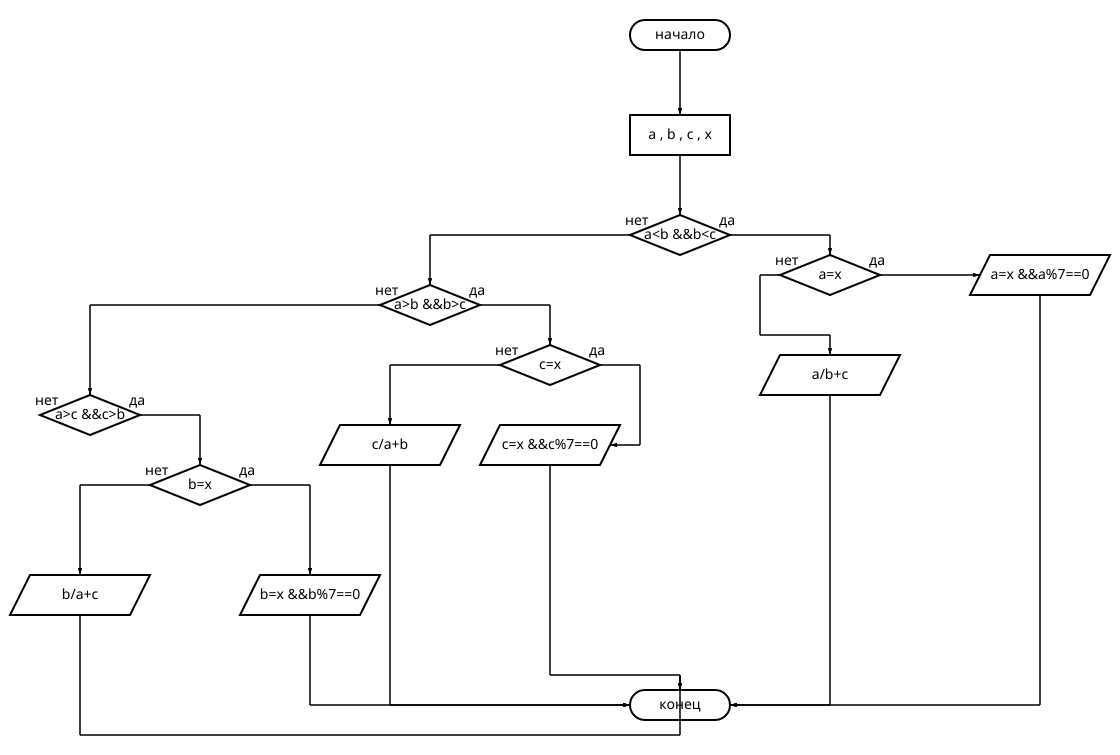 начало
a , b , c , x
нет
да
a<b &&b<c
нет
да
a=x
a=x &&a%7==0
нет
да
a>b &&b>c
нет
да
c=x
a/b+c
нет
да
a>c &&c>b
c/a+b
c=x &&c%7==0
нет
да
b=x
b/a+c
b=x &&b%7==0
конец